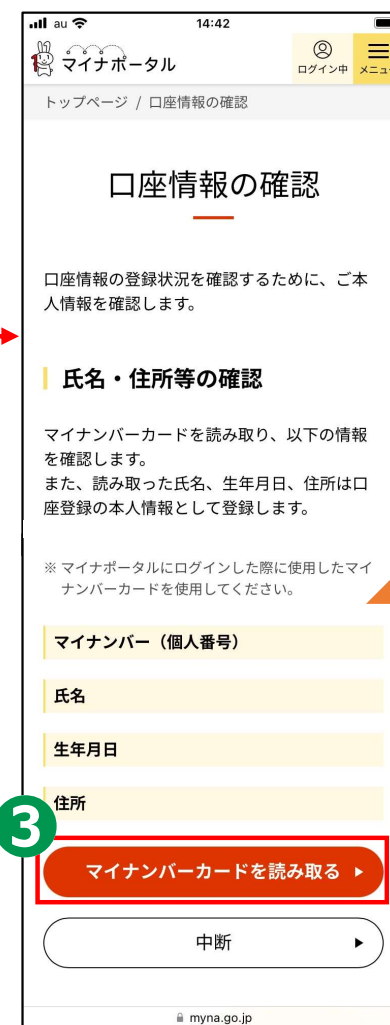 au 14:42
マイナポータル
ログイン中
メニュー
トップページ / 口座情報の確認
口座情報の確認
口座情報の登録状況を確認するために、ご本
人情報を確認します。
氏名・住所等の確認
マイナンバーカードを読み取り、以下の情報
を確認します。
また、読み取った氏名、生年月日、住所は口
座登録の本人情報として登録します。
※ マイナポータルにログインした際に使用したマイ
ナンバーカードを使用してください。
マイナンバー（個人番号）
氏名
生年月日
住所
3
マイナンバーカードを読み取る
中断
myna.go.jp